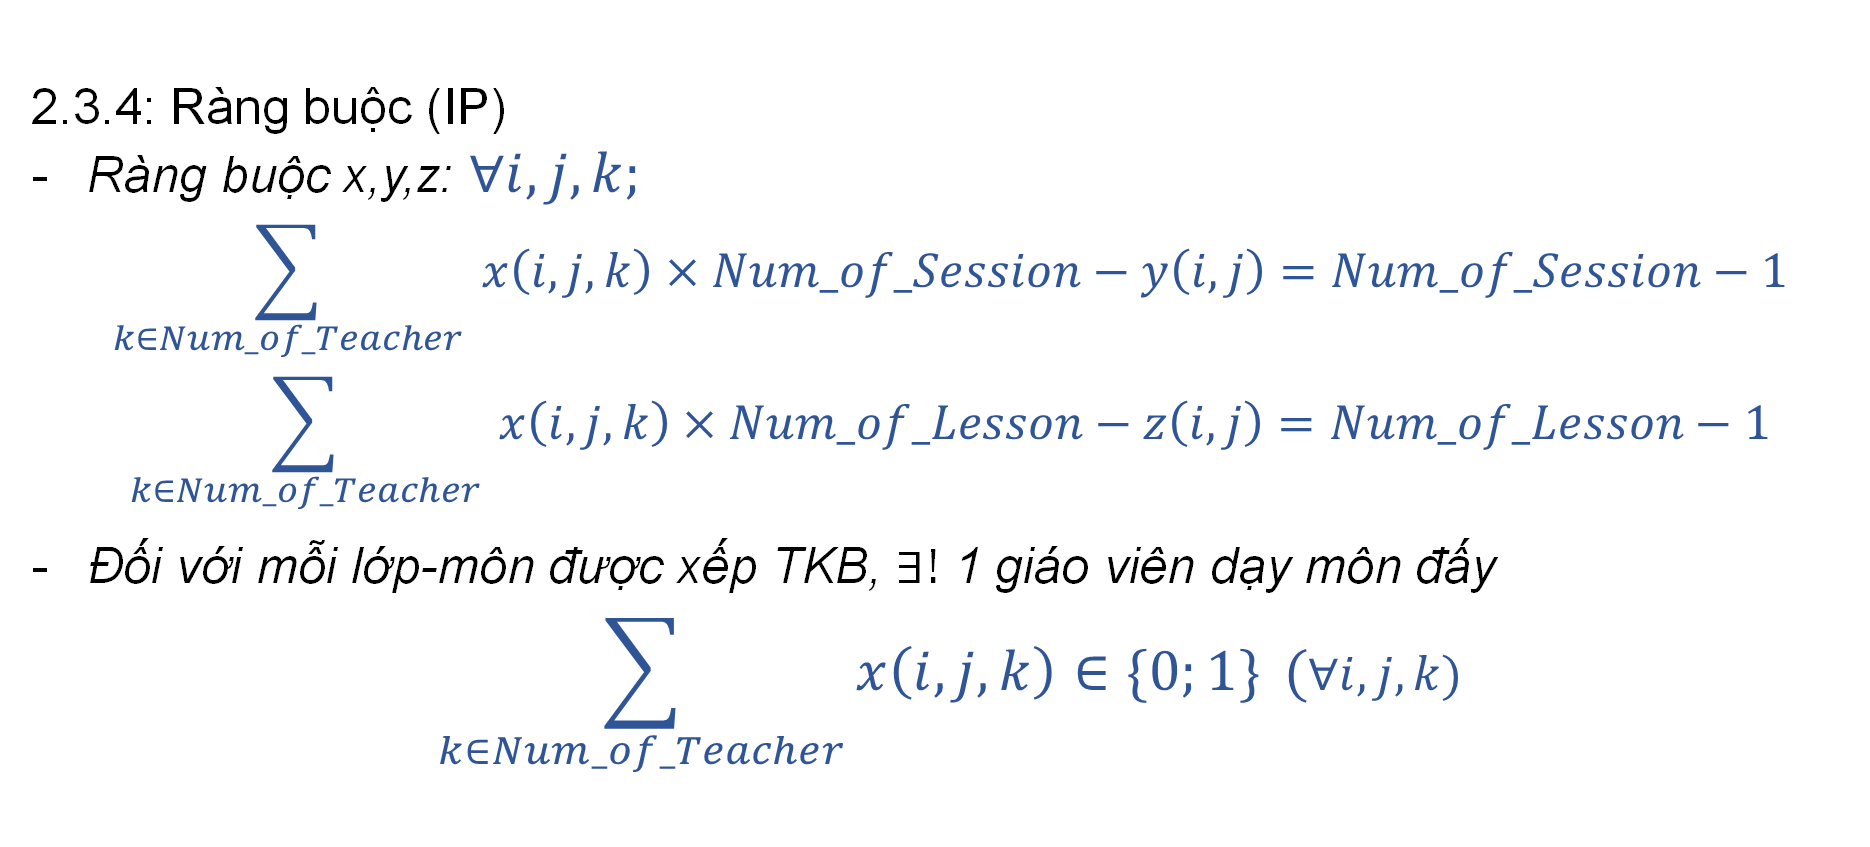 2.3.4: Ràng buộc (IP)
- Ràng buộc x,y,z: ∀i, j, k;
∑ x(i, j, k) × Num_of_Session − y(i, j) = Num_of_Session − 1
k∈Num_of_Teacher
∑ x(i, j, k) × Num_of_Lesson − z(i, j) = Num_of_Lesson − 1
k∈Num_of_Teacher
- Đối với mỗi lớp-môn được xếp TKB, ∃! 1 giáo viên dạy môn đấy
∑ x(i, j, k) ∈ {0; 1} (∀i, j, k)
k∈Num_of_Teacher